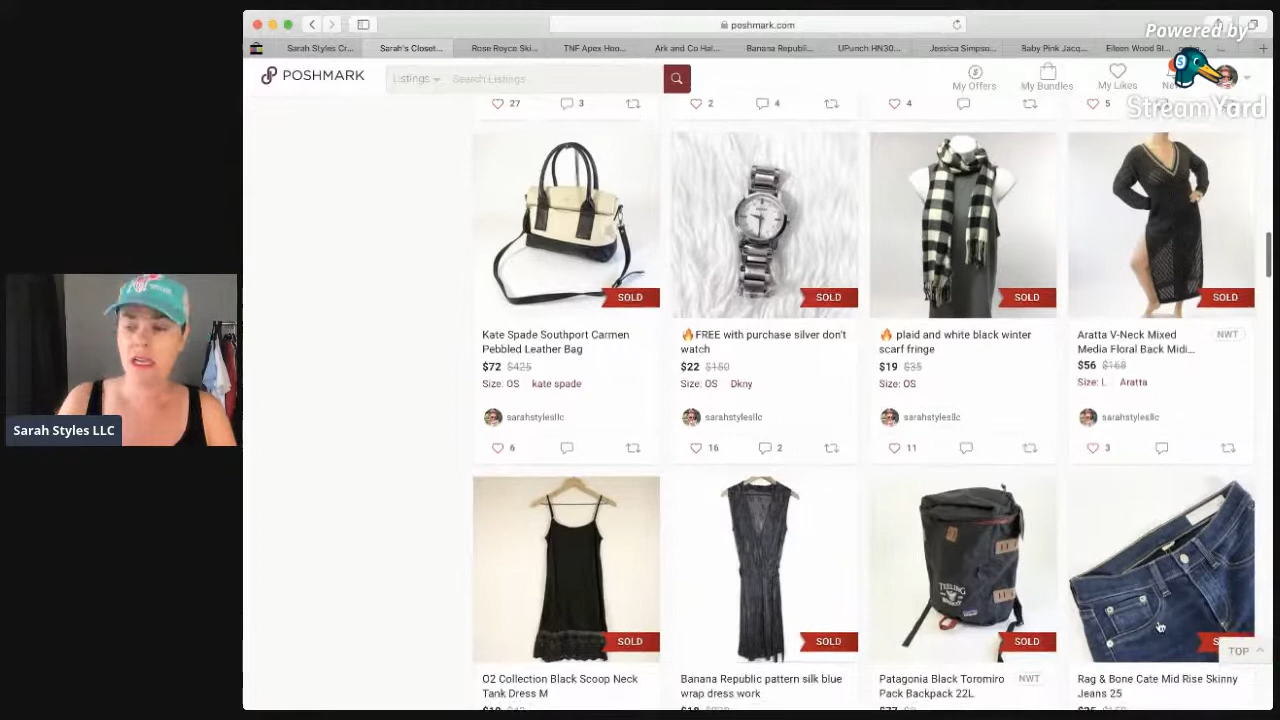 poshmark.com
Powered by
StreamYard
Sarah Styles Cr...
Sarah's Closet...
Rose Royce Ski...
TNF Apex Hoo...
Ark and Co Hal...
Banana Republi...
UPunch HN30...
Jessica Simpso...
Baby Pink Jacq...
Eileen Wood Bl...
POSHMARK
Listings
Search Listings
My Offers
My Bundles
My Likes
27
3
2
4
4
5
SOLD
SOLD
SOLD
SOLD
Kate Spade Southport Carmen
Pebbled Leather Bag
$72 $425
Size: OS kate spade
sarahstylesllc
6
🔥FREE with purchase silver don't
watch
$22 $150
Size: OS Dkny
sarahstylesllc
16
2
🔥 plaid and white black winter
scarf fringe
$19 $35
Size: OS
sarahstylesllc
11
Aratta V-Neck Mixed
Media Floral Back Midi...
NWT
$56 $168
Size: L Aratta
sarahstylesllc
3
Sarah Styles LLC
TEELING
SOLD
SOLD
SOLD
TOP
O2 Collection Black Scoop Neck
Tank Dress M
Banana Republic pattern silk blue
wrap dress work
Patagonia Black Toromiro
Pack Backpack 22L
NWT
Rag & Bone Cate Mid Rise Skinny
Jeans 25